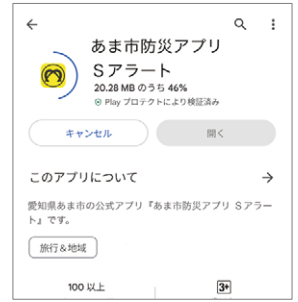 あま市防災アプリ
Ｓアラート
20.28 MB のうち 46%
Play プロテクトにより検証済み
キャンセル
開く
このアプリについて
愛知県あま市の公式アプリ『あま市防災アプリ Ｓアラー
ト』です。
旅行＆地域
100 以上
3+